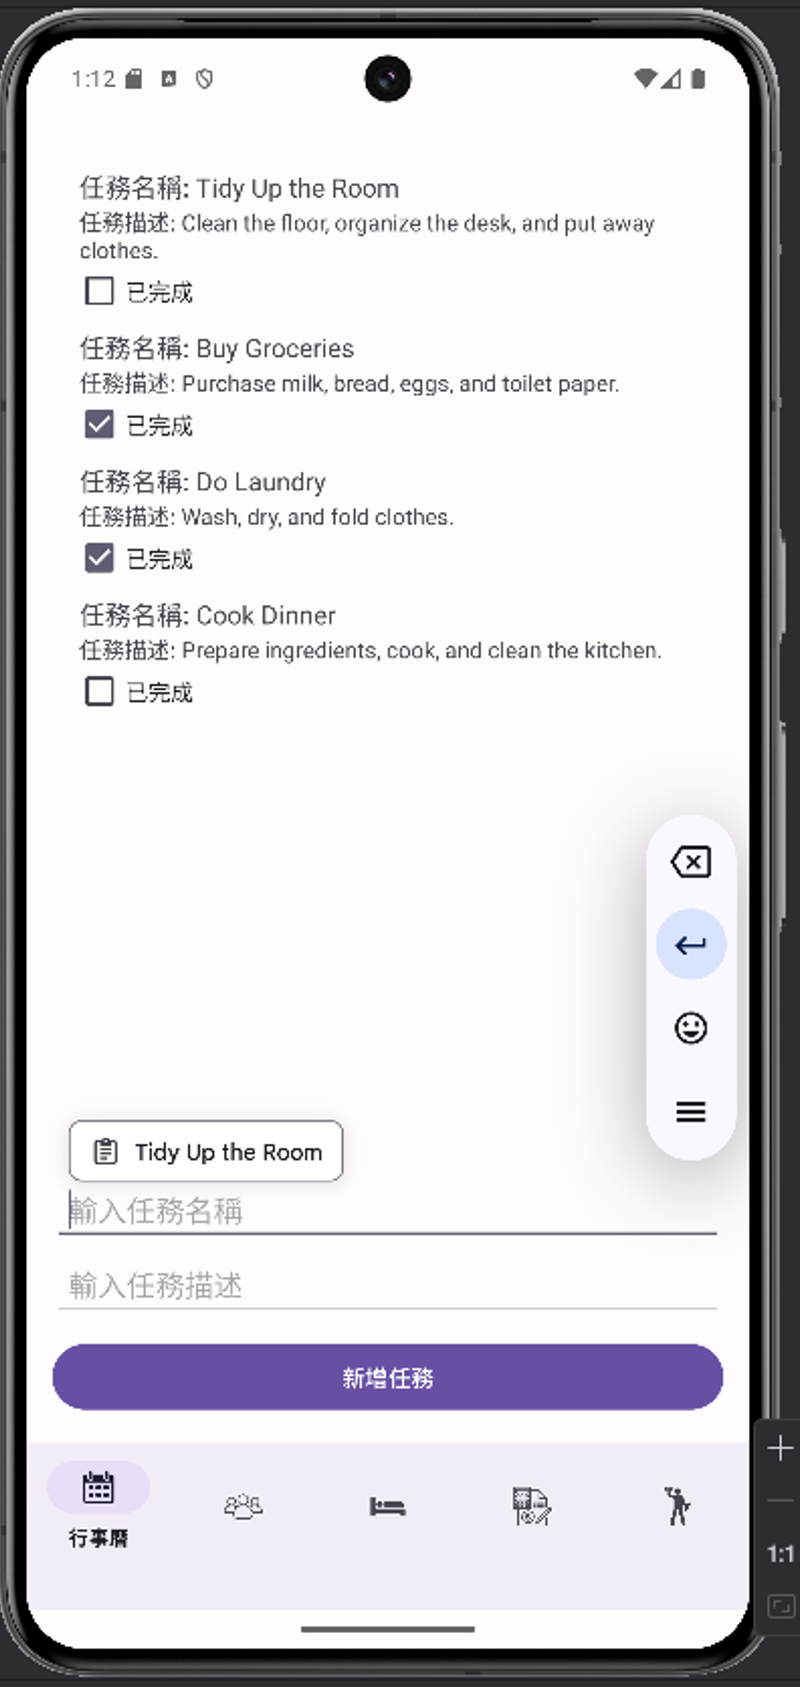 1:12
任務名稱: Tidy Up the Room
任務描述: Clean the floor, organize the desk, and put away
clothes.
已完成
任務名稱: Buy Groceries
任務描述: Purchase milk, bread, eggs, and toilet paper.
已完成
任務名稱: Do Laundry
任務描述: Wash, dry, and fold clothes.
已完成
任務名稱: Cook Dinner
任務描述: Prepare ingredients, cook, and clean the kitchen.
已完成
Tidy Up the Room
輸入任務名稱
輸入任務描述
新增任務
行事曆
1:1